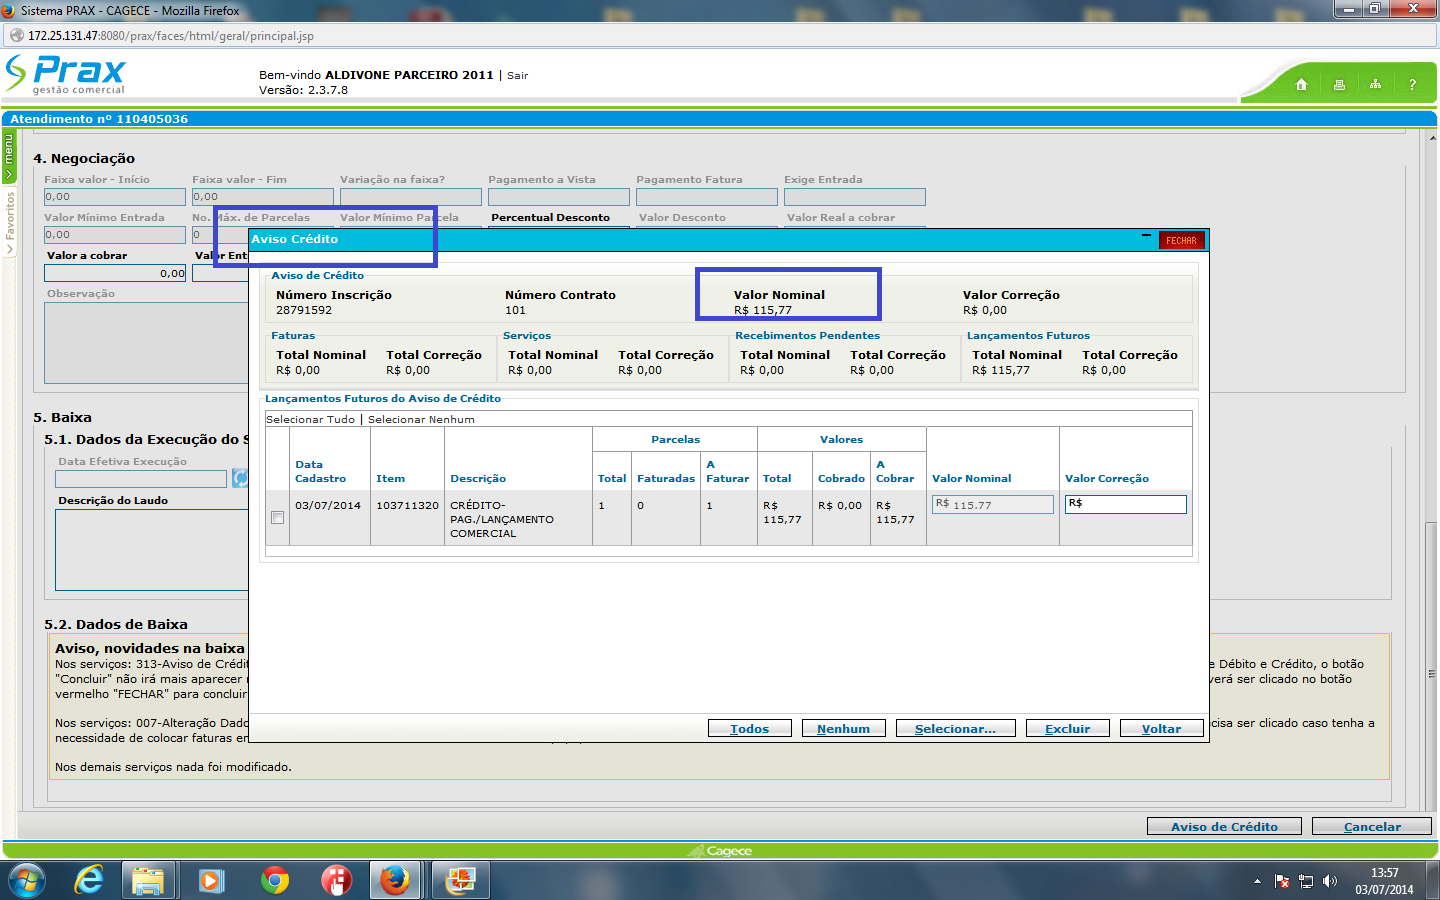 Sistema PRAX - CAGECE - Mozilla Firefox
172.25.131.47:8080/prax/faces/html/geral/principal.jsp
Prax
gestão comercial
Bem-vindo ALDIVONE PARCEIRO 2011 | Sair
Versão: 2.3.7.8
?
Atendimento nº 110405036
menu
Favoritos
4. Negociação
Faixa valor - Início Faixa valor - Fim Variação na faixa? Pagamento a Vista Pagamento Fatura Exige Entrada
0,00 0,00
Valor Mínimo Entrada No. Máx. de Parcelas Valor Mínimo Parcela Percentual Desconto Valor Desconto Valor Real a cobrar
0,00 0
Valor a cobrar Valor Ent
0,00
Observação
Aviso Crédito
FECHAR
Aviso de Crédito
Número Inscrição Número Contrato Valor Nominal Valor Correção
28791592 101 R$ 115,77 R$ 0,00
Faturas Serviços Recebimentos Pendentes Lançamentos Futuros
Total Nominal Total Correção Total Nominal Total Correção Total Nominal Total Correção Total Nominal Total Correção
R$ 0,00 R$ 0,00 R$ 0,00 R$ 0,00 R$ 0,00 R$ 0,00 R$ 115,77 R$ 0,00
Lançamentos Futuros do Aviso de Crédito
Selecionar Tudo | Selecionar Nenhum
Parcelas Valores
Data Cadastro Item Descrição Total Faturadas A Faturar Total Cobrado A Cobrar Valor Nominal Valor Correção
03/07/2014 103711320 CRÉDITO- 1 0 1 R$ R$ 0,00 R$ R$ 115.77 R$
PAG./LANÇAMENTO 115,77 115,77
COMERCIAL
Todos Nenhum Selecionar... Excluir Voltar
5. Baixa
5.1. Dados da Execução do S
Data Efetiva Execução
Descrição do Laudo
5.2. Dados de Baixa
Aviso, novidades na baixa
Nos serviços: 313-Aviso de Crédit e Débito e Crédito, o botão
"Concluir" não irá mais aparecer verá ser clicado no botão
vermelho "FECHAR" para concluir
Nos serviços: 007-Alteração Dado cisa ser clicado caso tenha a
necessidade de colocar faturas en
Nos demais serviços nada foi modificado.
Aviso de Crédito Cancelar
Cagece
13:57
03/07/2014